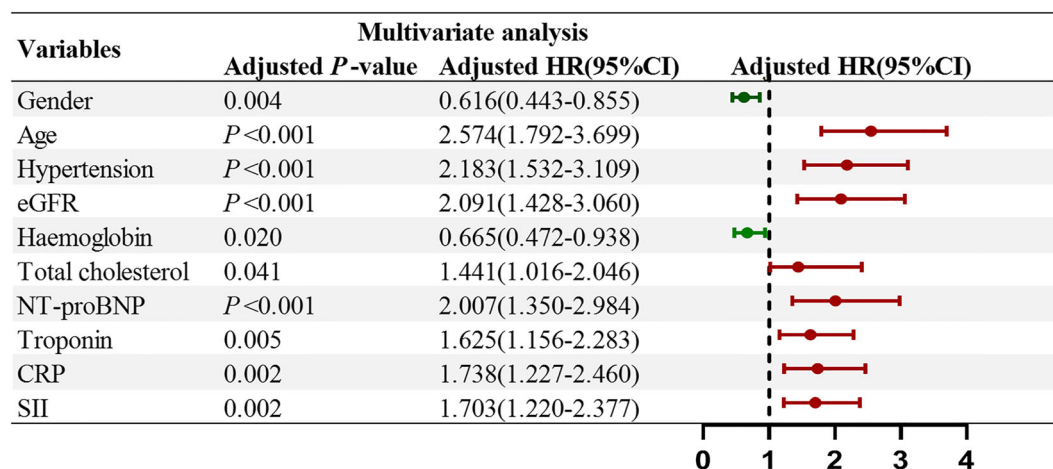 Variables Multivariate analysis
Adjusted P-value Adjusted HR(95%CI) Adjusted HR(95%CI)
Gender 0.004 0.616(0.443-0.855)
Age P<0.001 2.574(1.792-3.699)
Hypertension P<0.001 2.183(1.532-3.109)
eGFR P<0.001 2.091(1.428-3.060)
Haemoglobin 0.020 0.665(0.472-0.938)
Total cholesterol 0.041 1.441(1.016-2.046)
NT-proBNP P<0.001 2.007(1.350-2.984)
Troponin 0.005 1.625(1.156-2.283)
CRP 0.002 1.738(1.227-2.460)
SII 0.002 1.703(1.220-2.377)
0 1 2 3 4